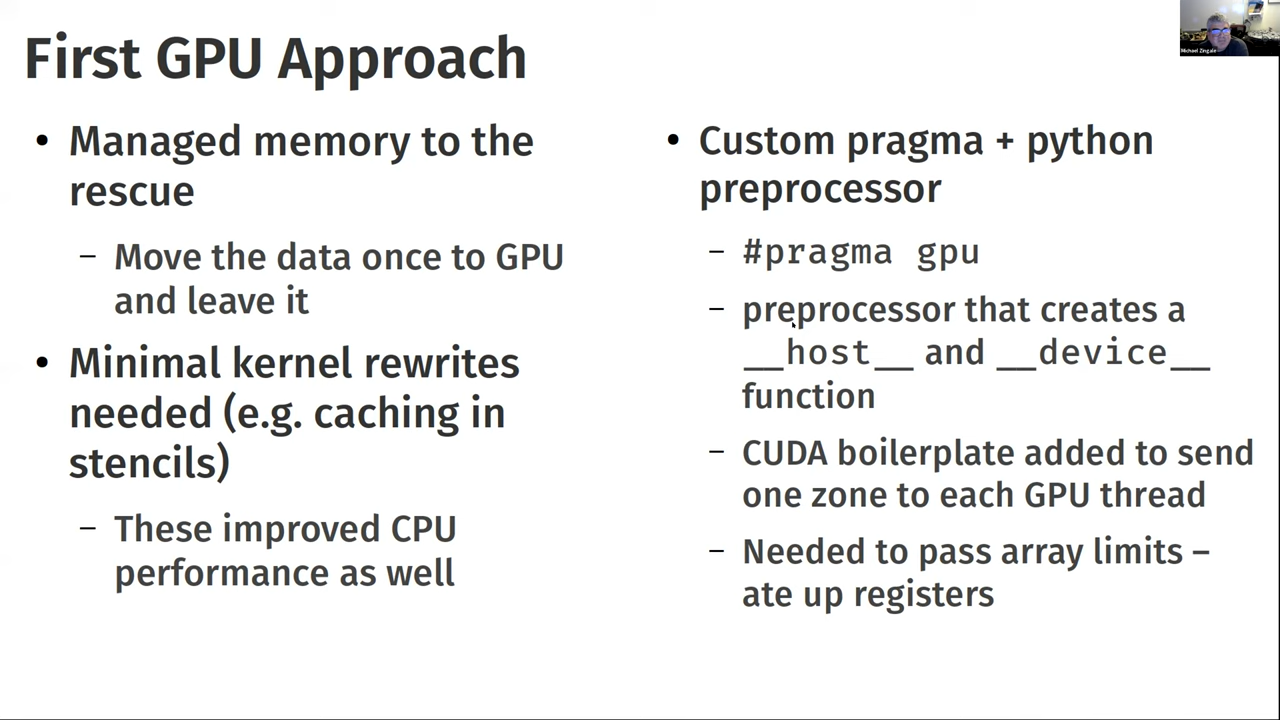 First GPU Approach
• Managed memory to the
rescue
– Move the data once to GPU
and leave it
• Minimal kernel rewrites
needed (e.g. caching in
stencils)
– These improved CPU
performance as well
• Custom pragma + python
preprocessor
– #pragma gpu
– preprocessor that creates a
__host__ and __device__
function
– CUDA boilerplate added to send
one zone to each GPU thread
– Needed to pass array limits –
ate up registers
Michael Zingale